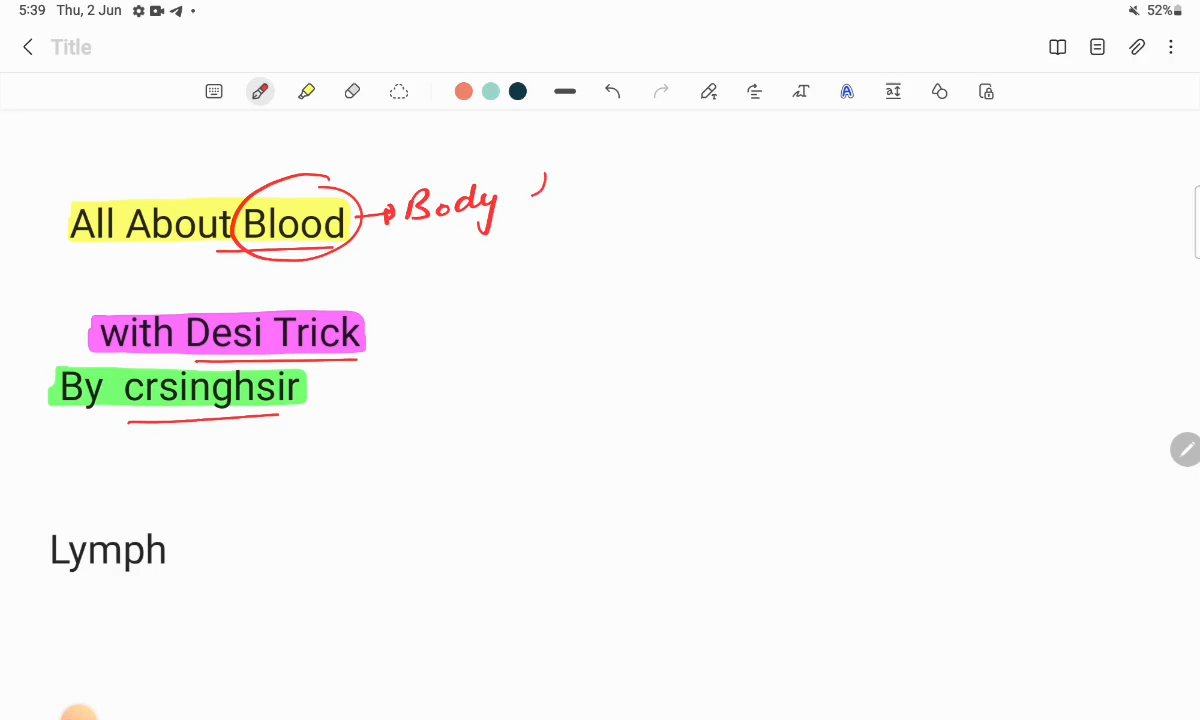 5:39 Thu, 2 Jun 52%
Title
All About Blood → Body
with Desi Trick
By crsinghsir
Lymph